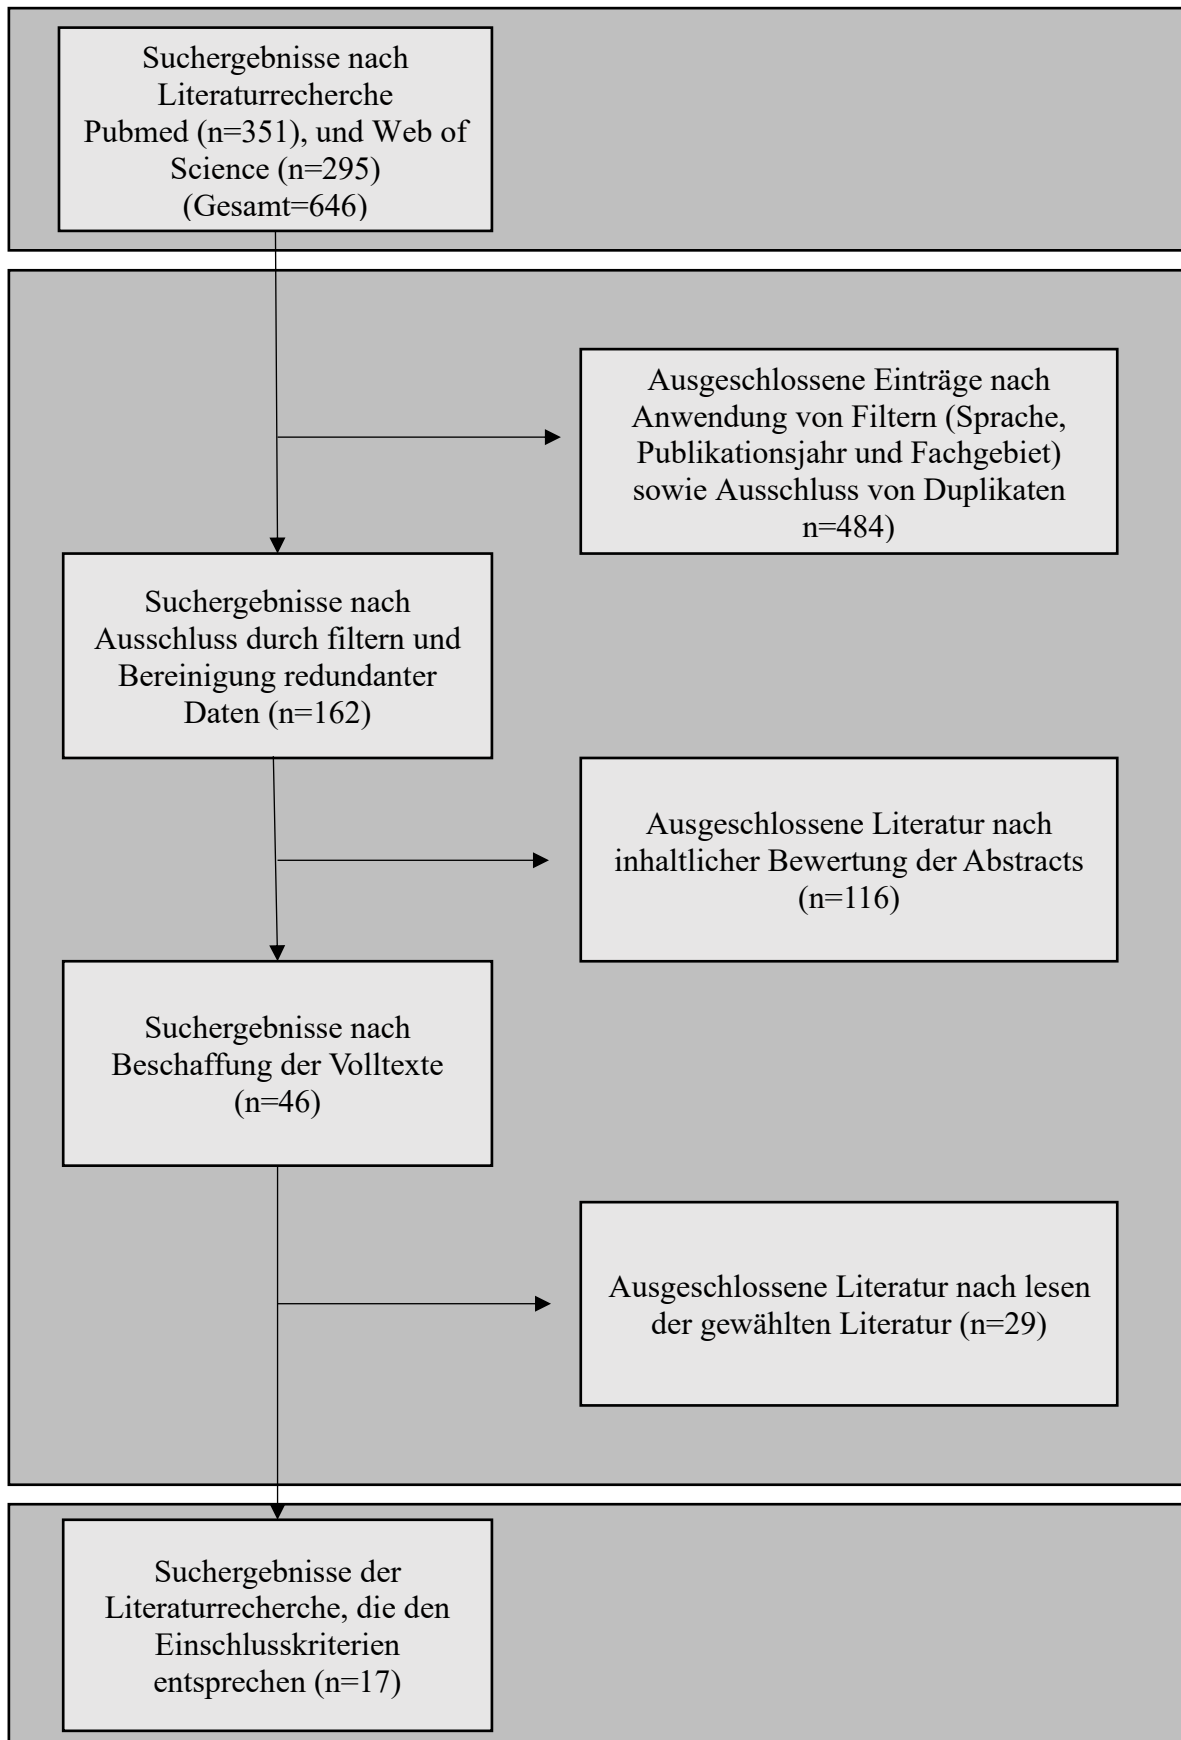 Suchergebnisse nach
Literaturrecherche
Pubmed (n=351), und Web of
Science (n=295)
(Gesamt=646)
Ausgeschlossene Einträge nach
Anwendung von Filtern (Sprache,
Publikationsjahr und Fachgebiet)
sowie Ausschluss von Duplikaten
n=484)
Suchergebnisse nach
Ausschluss durch filtern und
Bereinigung redundanter
Daten (n=162)
Ausgeschlossene Literatur nach
inhaltlicher Bewertung der Abstracts
(n=116)
Suchergebnisse nach
Beschaffung der Volltexte
(n=46)
Ausgeschlossene Literatur nach lesen
der gewählten Literatur (n=29)
Suchergebnisse der
Literaturrecherche, die den
Einschlusskriterien
entsprechen (n=17)